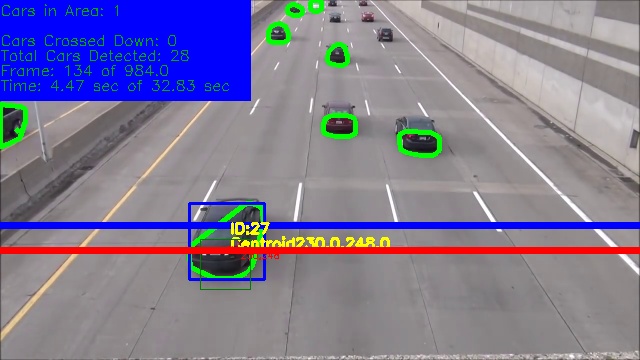 Cars in Area: 1
Cars Crossed Down: 0
Total Cars Detected: 28
Frame: 134 of 984.0
Time: 4.47 sec of 32.83 sec
ID:27
Centroid230.0,248.0